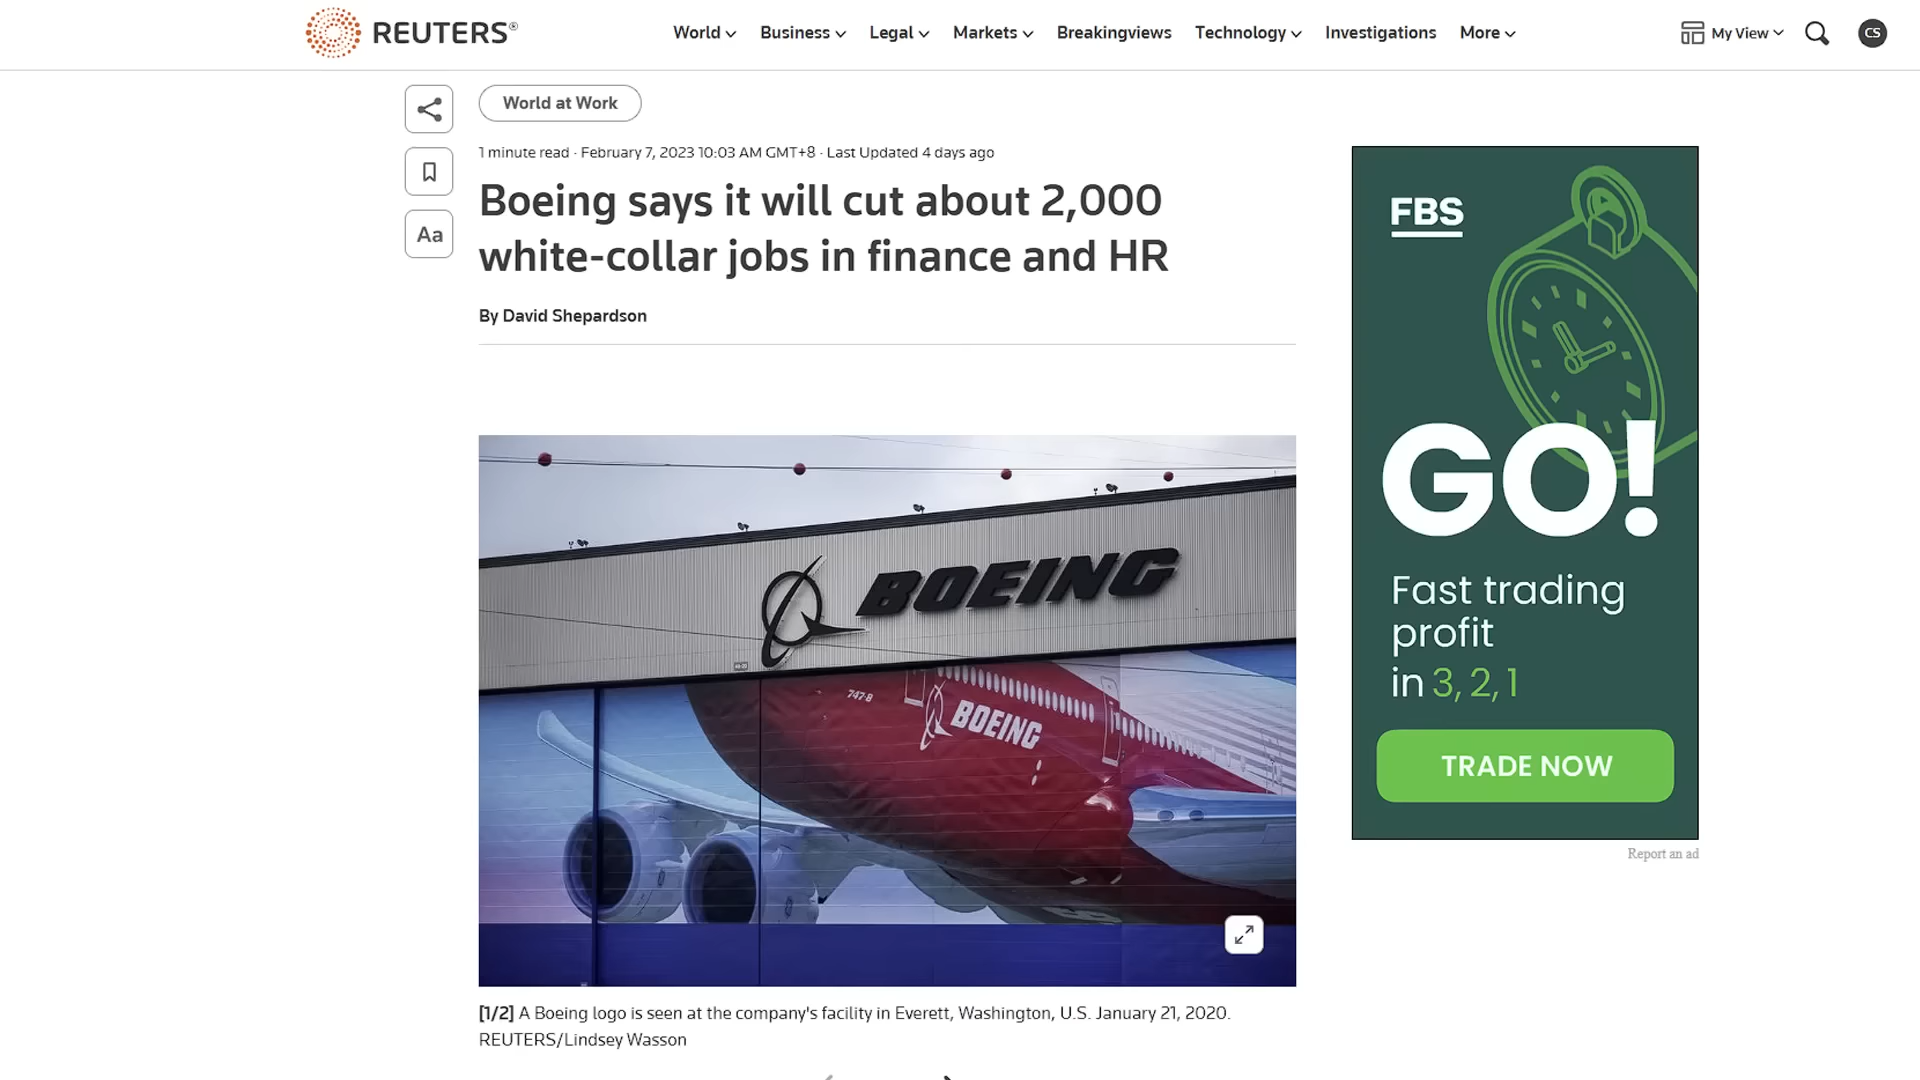 REUTERS®
World
Business
Legal
Markets
Breakingviews
Technology
Investigations
More
My View
CS
World at Work
1 minute read · February 7, 2023 10:03 AM GMT+8 · Last Updated 4 days ago
Aa
Boeing says it will cut about 2,000
white-collar jobs in finance and HR
By David Shepardson
BOEING
747-8
BOEING
[1/2] A Boeing logo is seen at the company's facility in Everett, Washington, U.S. January 21, 2020.
REUTERS/Lindsey Wasson
FBS
GO!
Fast trading
profit
in 3, 2, 1
TRADE NOW
Report an ad